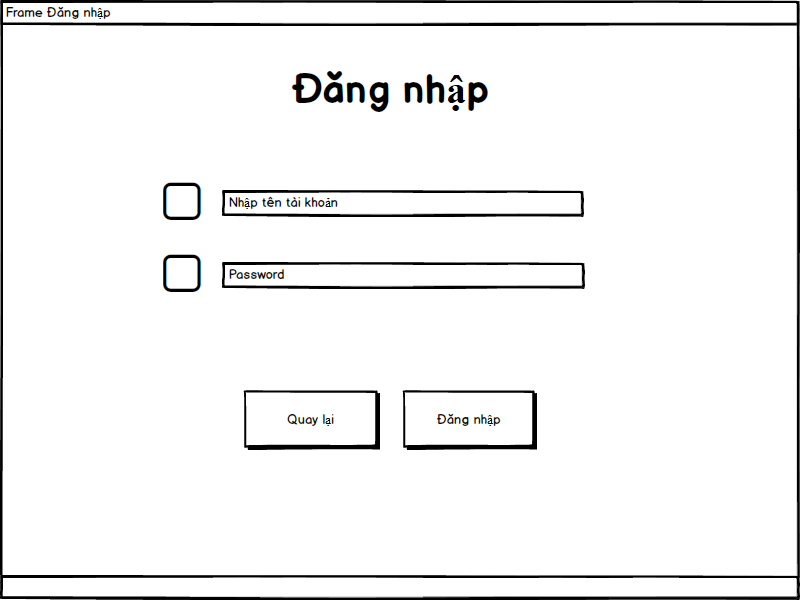 Frame Đăng nhập
Đăng nhập
Nhập tên tài khoản
Password
Quay lại
Đăng nhập